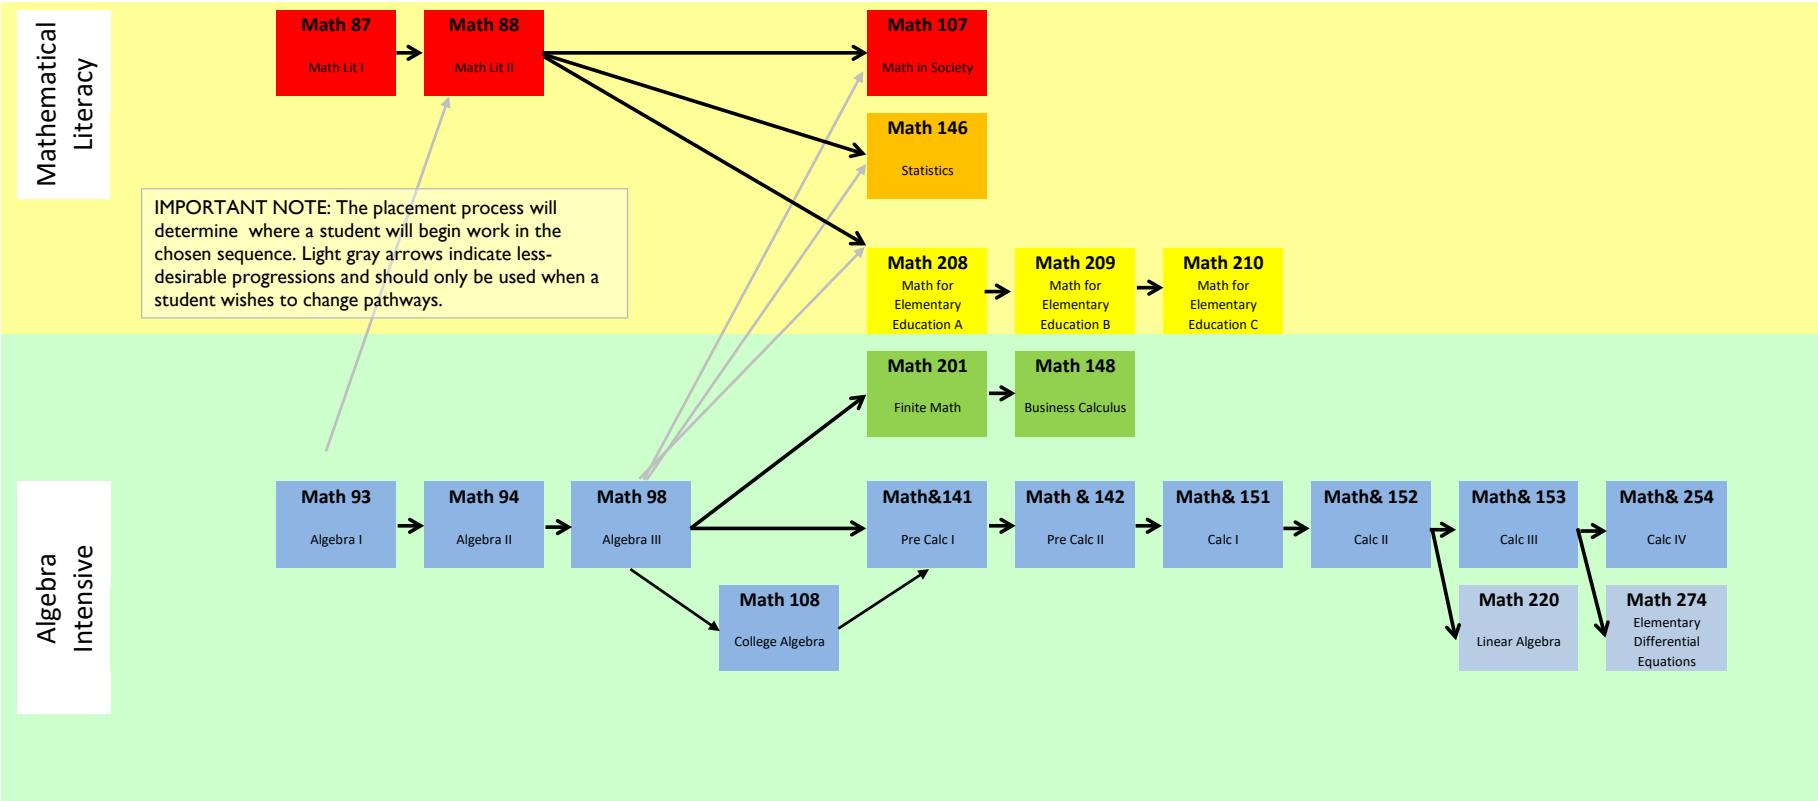 Mathematical
Literacy
Math 87
Math Lit I
Math 88
Math Lit II
Math 107
Math in Society
Math 146
Statistics
IMPORTANT NOTE: The placement process will
determine  where a student will begin work in the
chosen sequence. Light gray arrows indicate less-
desirable progressions and should only be used when a
student wishes to change pathways.
Math 208
Math for
Elementary
Education A
Math 209
Math for
Elementary
Education B
Math 210
Math for
Elementary
Education C
Algebra
Intensive
Math 201
Finite Math
Math 148
Business Calculus
Math 93
Algebra I
Math 94
Algebra II
Math 98
Algebra III
Math&141
Pre Calc I
Math & 142
Pre Calc II
Math& 151
Calc I
Math& 152
Calc II
Math& 153
Calc III
Math& 254
Calc IV
Math 108
College Algebra
Math 220
Linear Algebra
Math 274
Elementary
Differential
Equations